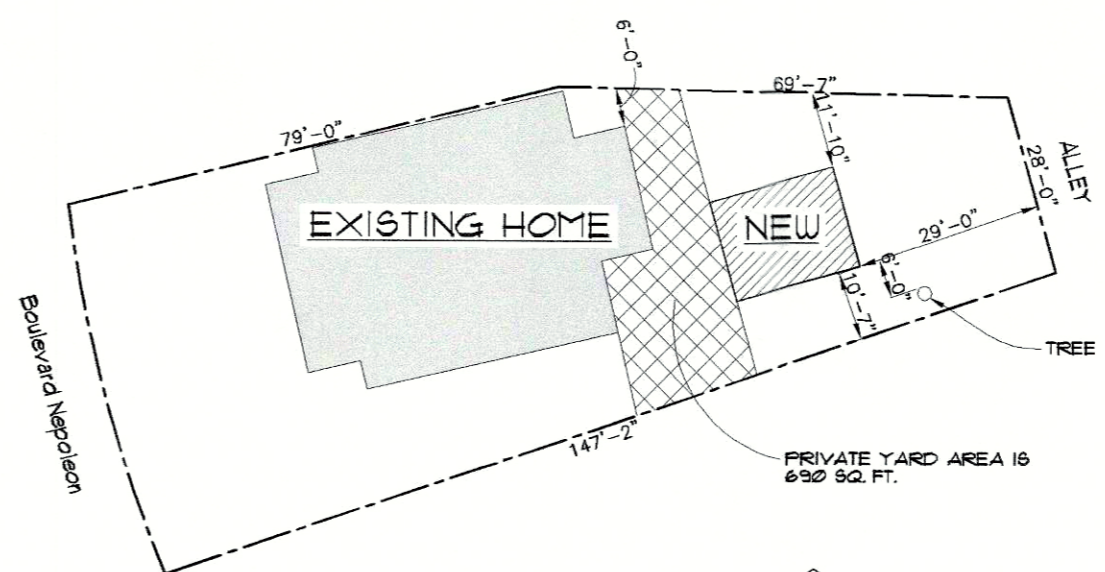 6'-0"
69'-7"
79'-0"
11'-10"
ALLEY
28'-0"
EXISTING HOME
NEW
29'-0"
6'-0"
10'-7"
Boulevard Nepoleon
TREE
147'-2"
PRIVATE YARD AREA IS
690 SQ. FT.